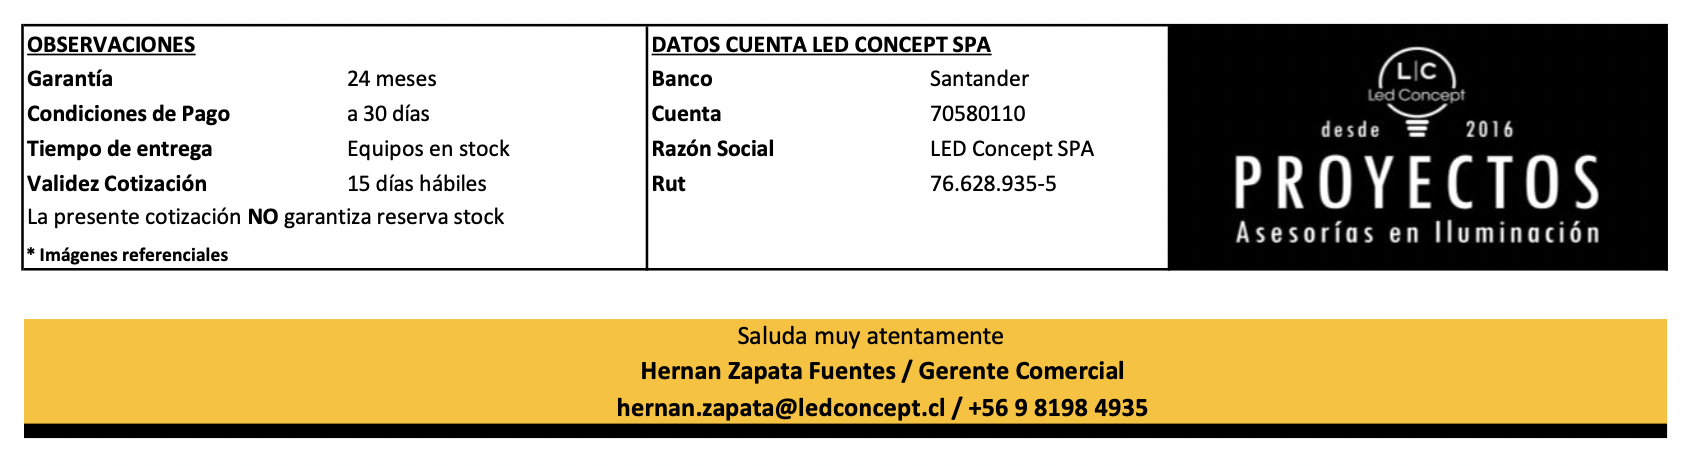 OBSERVACIONES
Garantía 24 meses
Condiciones de Pago a 30 días
Tiempo de entrega Equipos en stock
Validez Cotización 15 días hábiles
La presente cotización NO garantiza reserva stock
* Imágenes referenciales
DATOS CUENTA LED CONCEPT SPA
Banco Santander
Cuenta 70580110
Razón Social LED Concept SPA
Rut 76.628.935-5
L|C
Led Concept
desde 2016
PROYECTOS
Asesorías en Iluminación
Saluda muy atentamente
Hernan Zapata Fuentes / Gerente Comercial
hernan.zapata@ledconcept.cl / +56 9 8198 4935